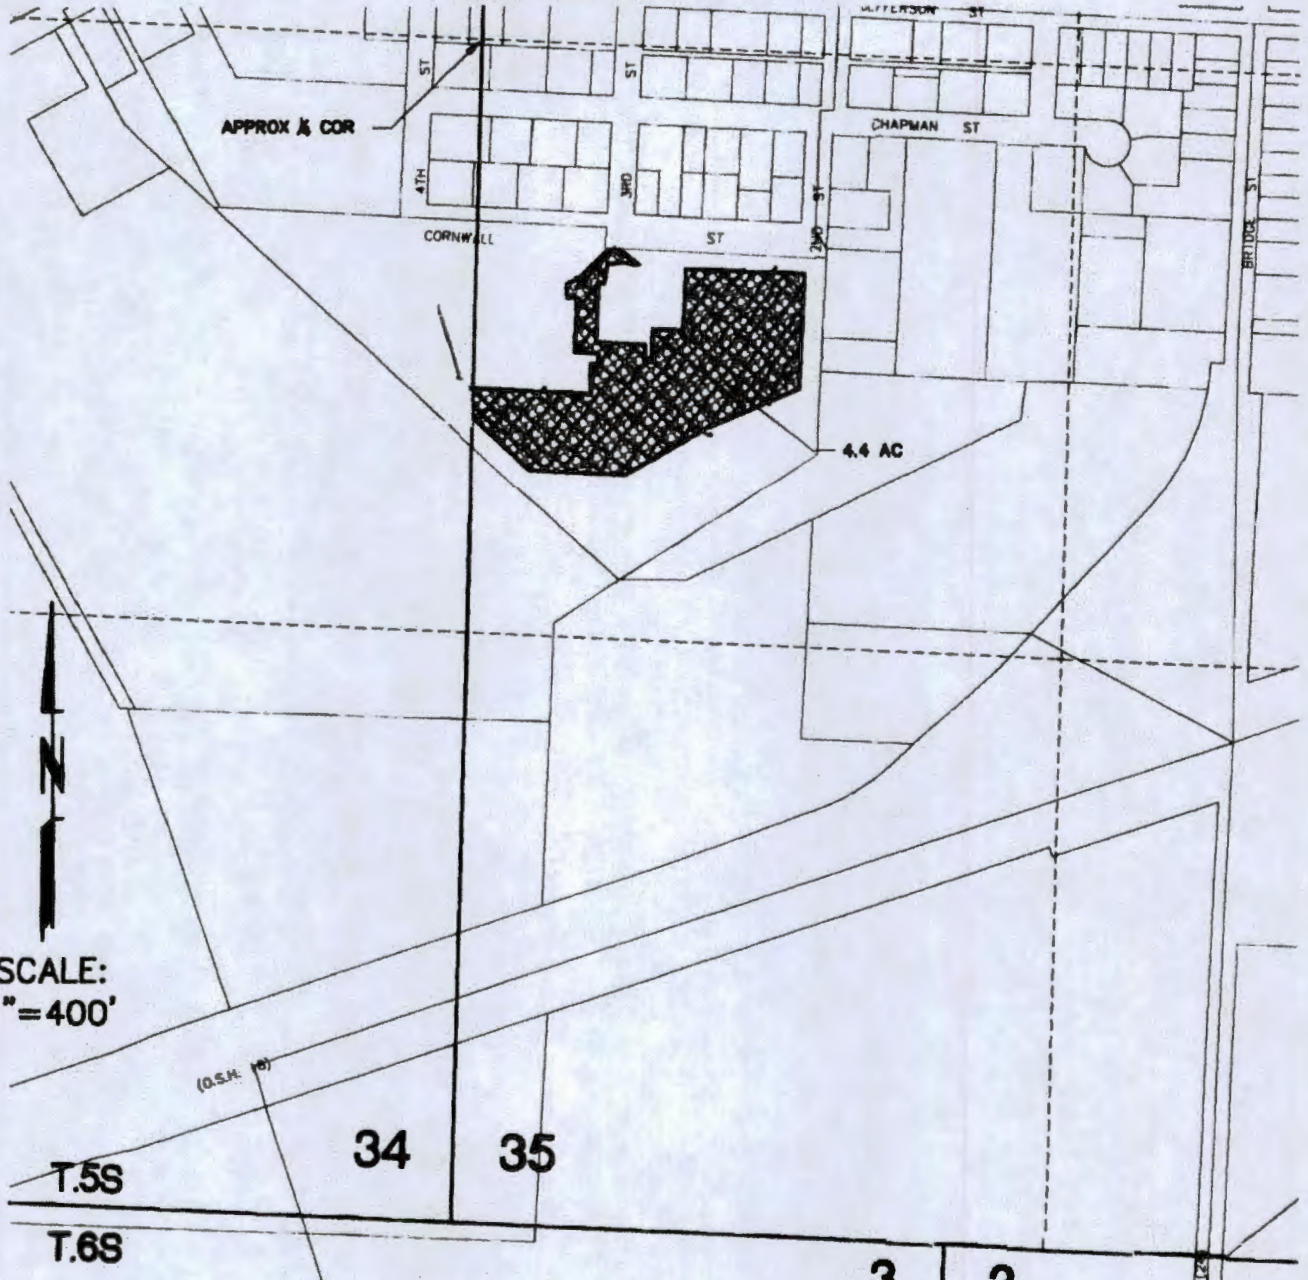 JEFFERSON ST
ST
ST
APPROX ¼ COR
CHAPMAN ST
4TH
3RD
2ND ST
BRIDGE ST
CORNWALL ST
4.4 AC
N
SCALE:
"=400'
(O.S.H.
34
35
T.5S
T.6S
3
2